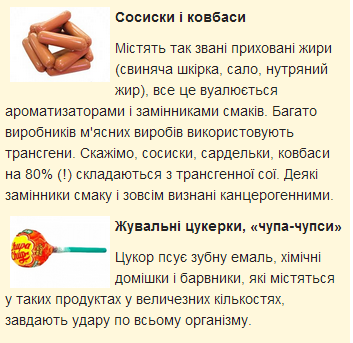 Сосиски і ковбаси
Містять так звані приховані жири
(свиняча шкірка, сало, нутряний
жир), все це вуалюється
ароматизаторами і замінниками смаків. Багато
виробників м'ясних виробів використовують
трансгени. Скажімо, сосиски, сардельки, ковбаси
на 80% (!) складаються з трансгенної сої. Деякі
замінники смаку і зовсім визнані канцерогенними.
Жувальні цукерки, «чупа-чупси»
Цукор псує зубну емаль, хімічні
домішки і барвники, які містяться
у таких продуктах у величезних кількостях,
завдають удару по всьому організму.